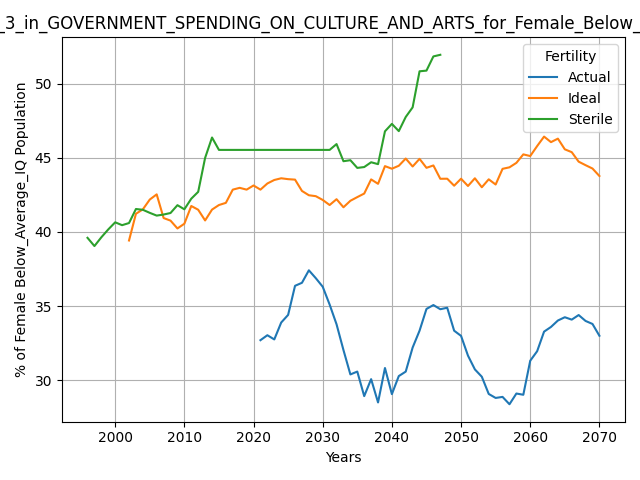 _3_in_GOVERNMENT_SPENDING_ON_CULTURE_AND_ARTS_for_Female_Below_
Fertility
Actual
Ideal
Sterile
% of Female Below_Average_IQ Population
50
45
40
35
30
2000 2010 2020 2030 2040 2050 2060 2070
Years